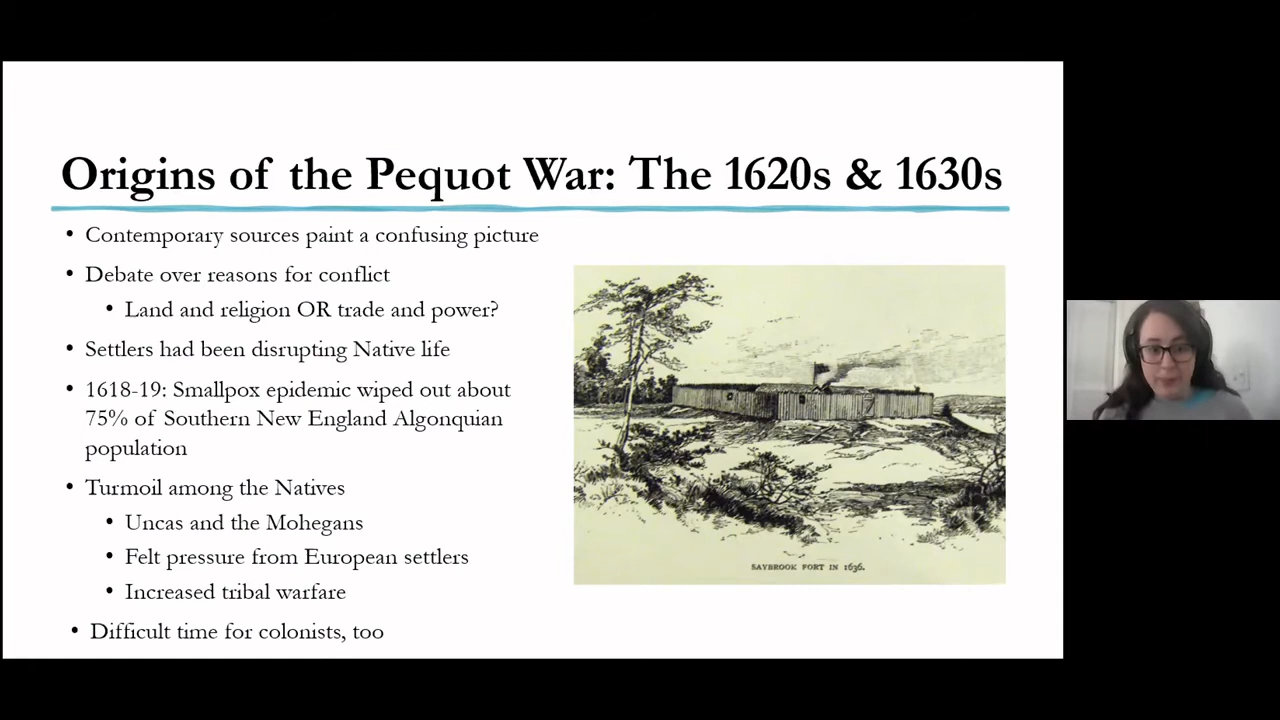 Origins of the Pequot War: The 1620s & 1630s
• Contemporary sources paint a confusing picture
• Debate over reasons for conflict
• Land and religion OR trade and power?
• Settlers had been disrupting Native life
• 1618-19: Smallpox epidemic wiped out about
75% of Southern New England Algonquian
population
• Turmoil among the Natives
• Uncas and the Mohegans
• Felt pressure from European settlers
• Increased tribal warfare
• Difficult time for colonists, too
SAYBROOK FORT IN 1636.